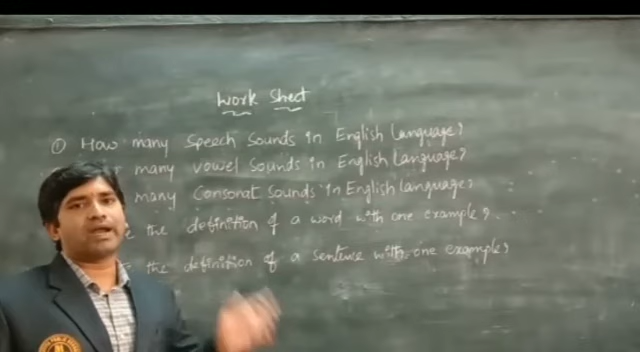 Work Sheet
① How many Speech Sounds in English Language?
many Vowel Sounds in English Language?
many Consonat Sounds in English Language?
the definition of a word with one example?
the definition of a sentence with one example?